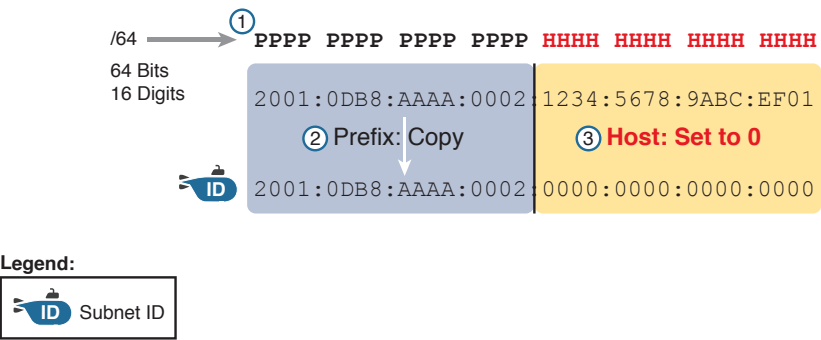 1
/64 PPPP PPPP PPPP PPPP HHHH HHHH HHHH HHHH
64 Bits
16 Digits
2001:0DB8:AAAA:0002:1234:5678:9ABC:EF01
2 Prefix: Copy 3 Host: Set to 0
ID 2001:0DB8:AAAA:0002:0000:0000:0000:0000
Legend:
ID Subnet ID